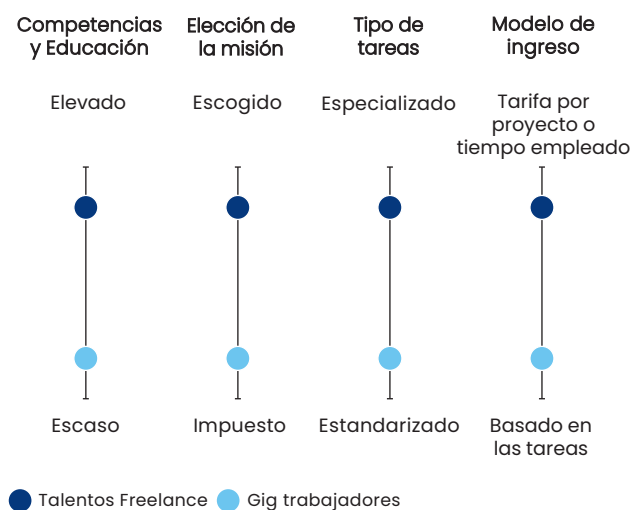 Competencias
y Educación
Elección de
la misión
Tipo de
tareas
Modelo de
ingreso
Elevado
Escogido
Especializado
Tarifa por
proyecto o
tiempo empleado
Escaso
Impuesto
Estandarizado
Basado en
las tareas
Talentos Freelance
Gig trabajadores